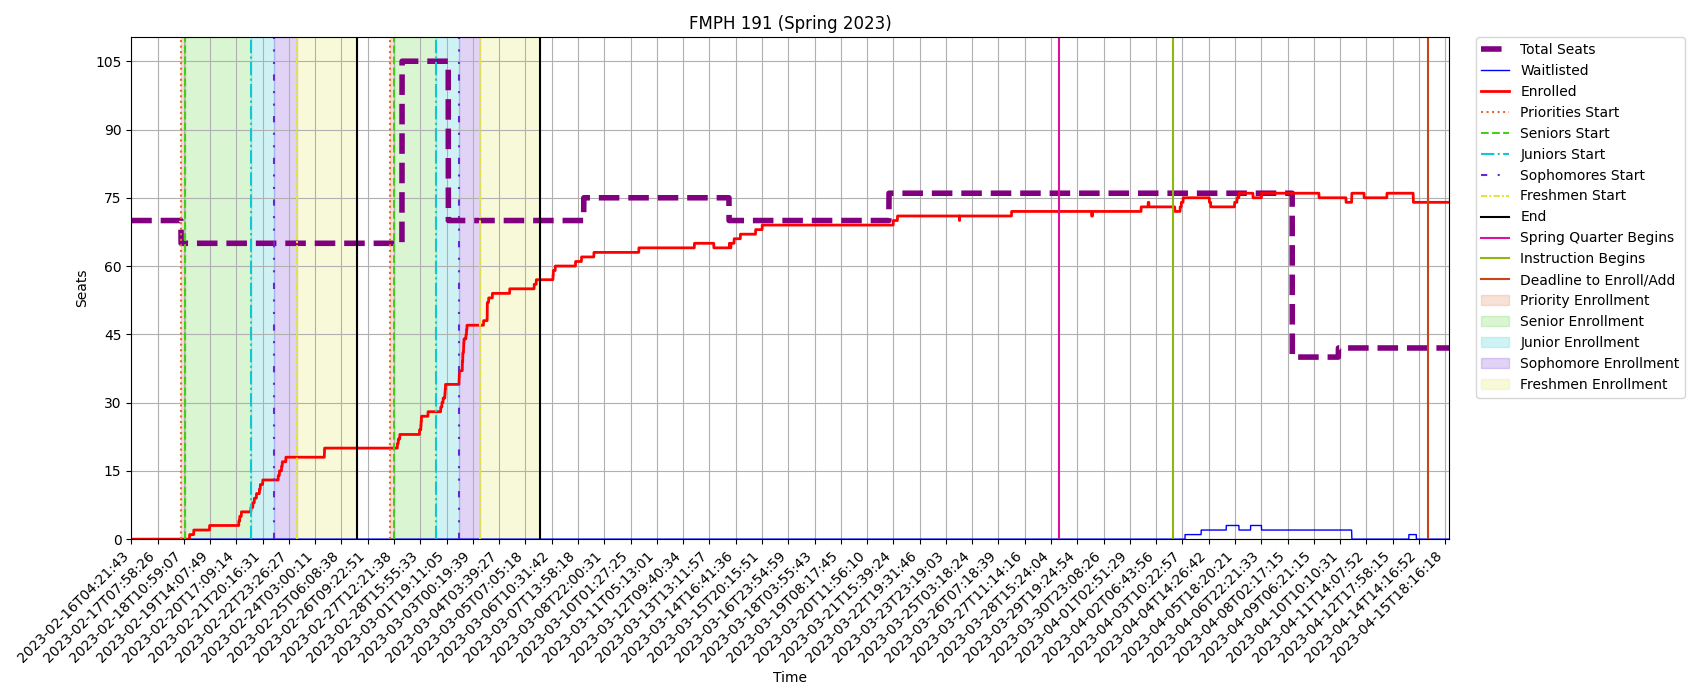 FMPH 191 (Spring 2023)
Seats
105
90
75
60
45
30
15
0
2023-02-16T04:21:43
2023-02-17T07:58:26
2023-02-18T10:59:07
2023-02-19T14:07:49
2023-02-20T17:09:14
2023-02-21T20:16:31
2023-02-22T23:26:27
2023-02-24T03:00:11
2023-02-25T06:08:38
2023-02-26T09:22:51
2023-02-27T12:21:38
2023-02-28T15:55:33
2023-03-01T19:11:05
2023-03-03T00:19:39
2023-03-04T03:39:27
2023-03-05T07:05:18
2023-03-06T10:31:42
2023-03-07T13:58:18
2023-03-08T22:00:31
2023-03-10T01:27:25
2023-03-11T05:13:01
2023-03-12T09:40:34
2023-03-13T13:11:57
2023-03-14T16:41:36
2023-03-15T20:15:51
2023-03-16T23:54:59
2023-03-18T03:55:43
2023-03-19T08:17:45
2023-03-20T11:56:10
2023-03-21T15:39:24
2023-03-22T19:31:46
2023-03-23T23:19:03
2023-03-25T03:18:24
2023-03-26T07:18:39
2023-03-27T11:14:16
2023-03-28T15:24:04
2023-03-29T19:24:54
2023-03-30T23:08:26
2023-04-01T02:51:29
2023-04-02T06:43:56
2023-04-03T10:22:57
2023-04-04T14:26:42
2023-04-05T18:20:21
2023-04-06T22:21:33
2023-04-08T02:17:15
2023-04-09T06:21:15
2023-04-10T10:10:31
2023-04-11T14:07:52
2023-04-12T17:58:15
2023-04-14T14:16:52
2023-04-15T18:16:18
Time
Total Seats
Waitlisted
Enrolled
Priorities Start
Seniors Start
Juniors Start
Sophomores Start
Freshmen Start
End
Spring Quarter Begins
Instruction Begins
Deadline to Enroll/Add
Priority Enrollment
Senior Enrollment
Junior Enrollment
Sophomore Enrollment
Freshmen Enrollment